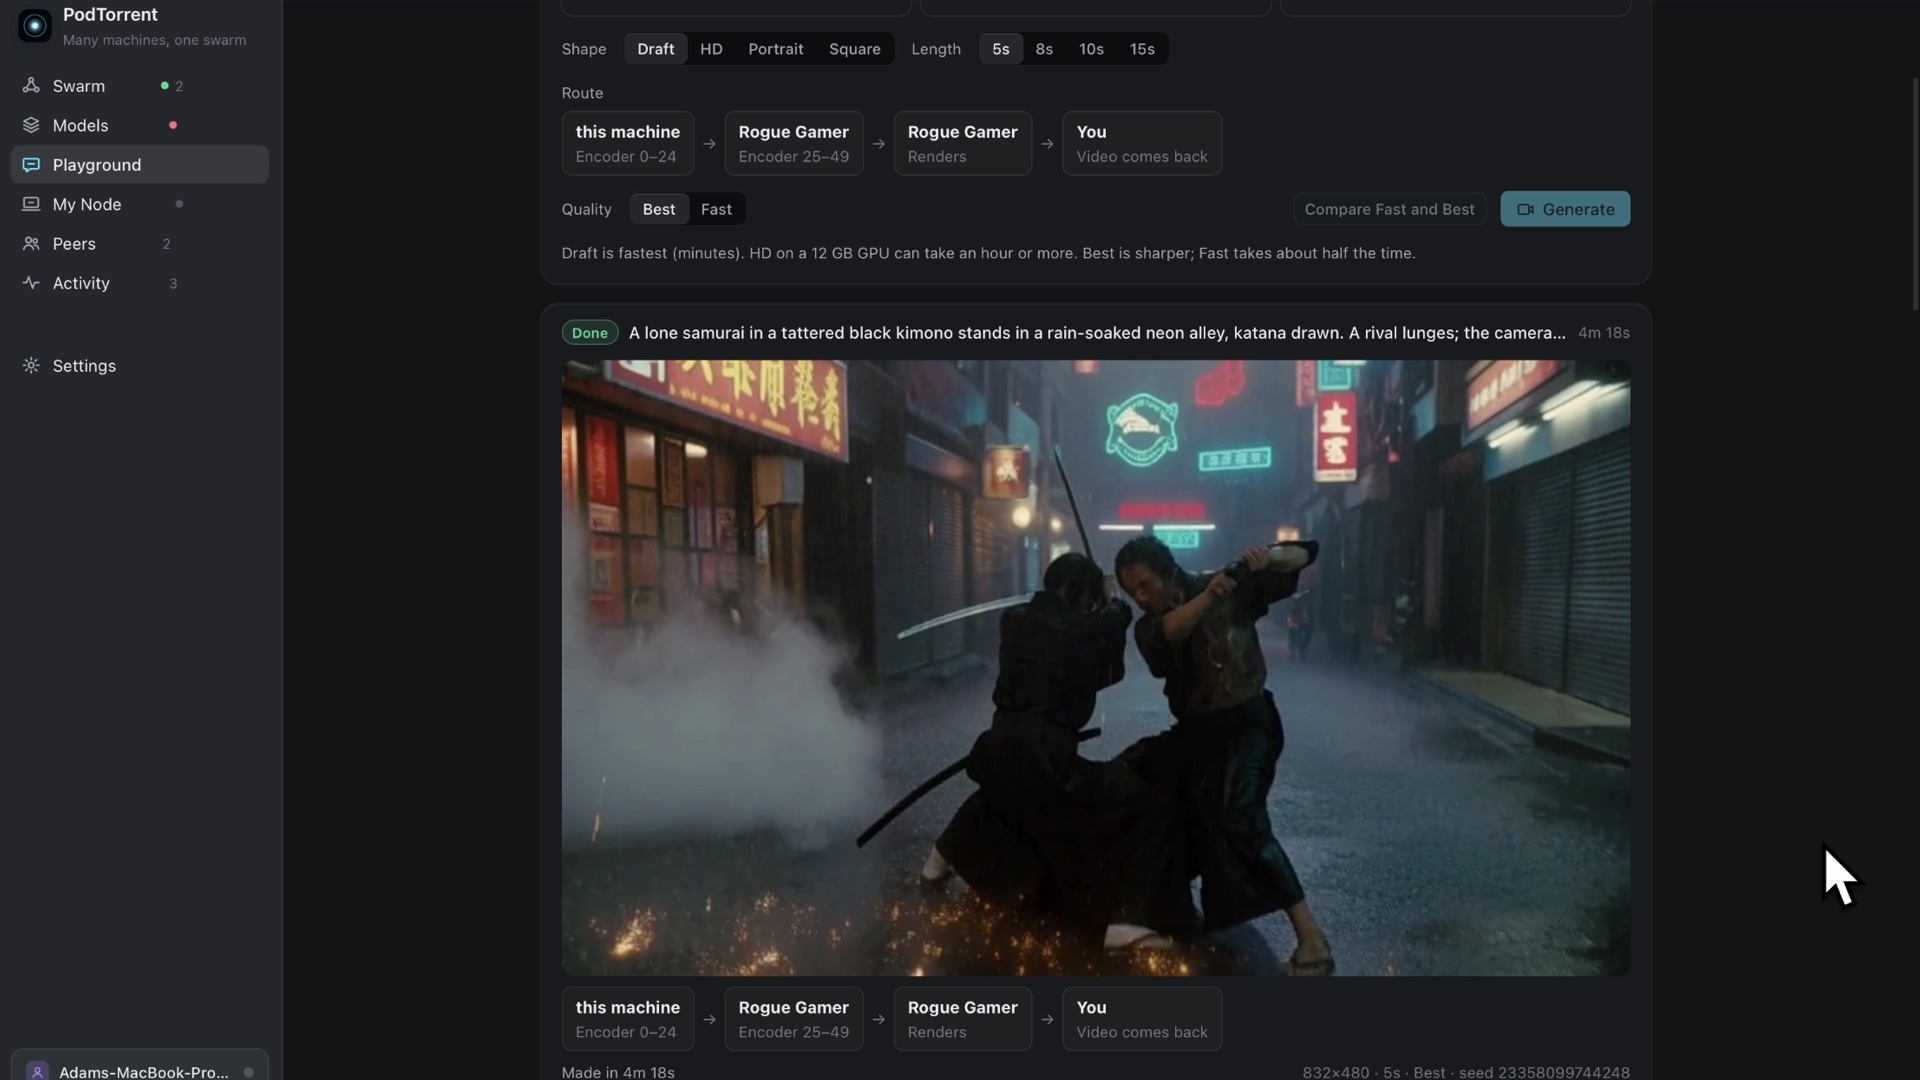 PodTorrent
Many machines, one swarm
Swarm 2
Models
Playground
My Node
Peers 2
Activity 3
Settings
Adams-MacBook-Pro...
Shape Draft HD Portrait Square Length 5s 8s 10s 15s
Route
this machine → Rogue Gamer → Rogue Gamer → You
Encoder 0–24 Encoder 25–49 Renders Video comes back
Quality Best Fast Compare Fast and Best Generate
Draft is fastest (minutes). HD on a 12 GB GPU can take an hour or more. Best is sharper; Fast takes about half the time.
Done A lone samurai in a tattered black kimono stands in a rain-soaked neon alley, katana drawn. A rival lunges; the camera... 4m 18s
this machine → Rogue Gamer → Rogue Gamer → You
Encoder 0–24 Encoder 25–49 Renders Video comes back
Made in 4m 18s 832×480 · 5s · Best · seed 23358099744248